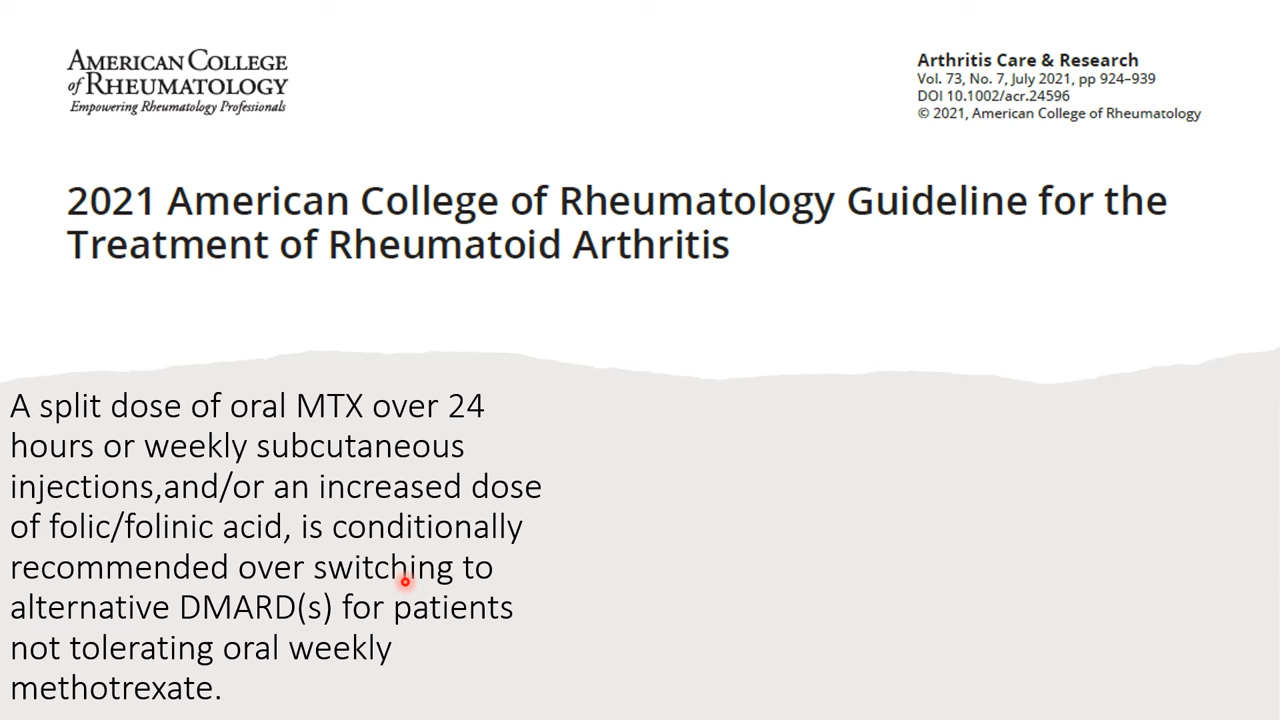 AMERICAN COLLEGE
of RHEUMATOLOGY
Empowering Rheumatology Professionals
Arthritis Care & Research
Vol. 73, No. 7, July 2021, pp 924–939
DOI 10.1002/acr.24596
© 2021, American College of Rheumatology
2021 American College of Rheumatology Guideline for the
Treatment of Rheumatoid Arthritis
A split dose of oral MTX over 24
hours or weekly subcutaneous
injections,and/or an increased dose
of folic/folinic acid, is conditionally
recommended over switching to
alternative DMARD(s) for patients
not tolerating oral weekly
methotrexate.